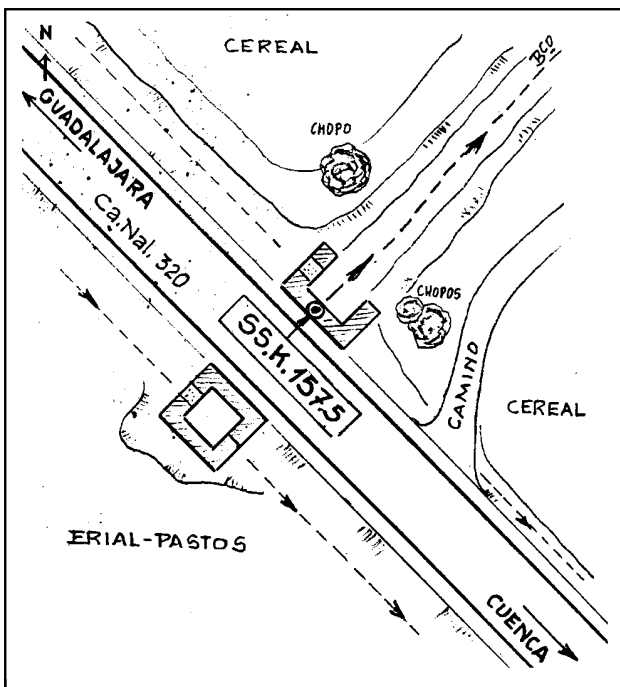 N
CEREAL
BCO
CHOPO
GUADALAJARA
Ca.Nal. 320
CHOPOS
SS.K.157.5
CAMINO
CEREAL
ERIAL-PASTOS
CUENCA